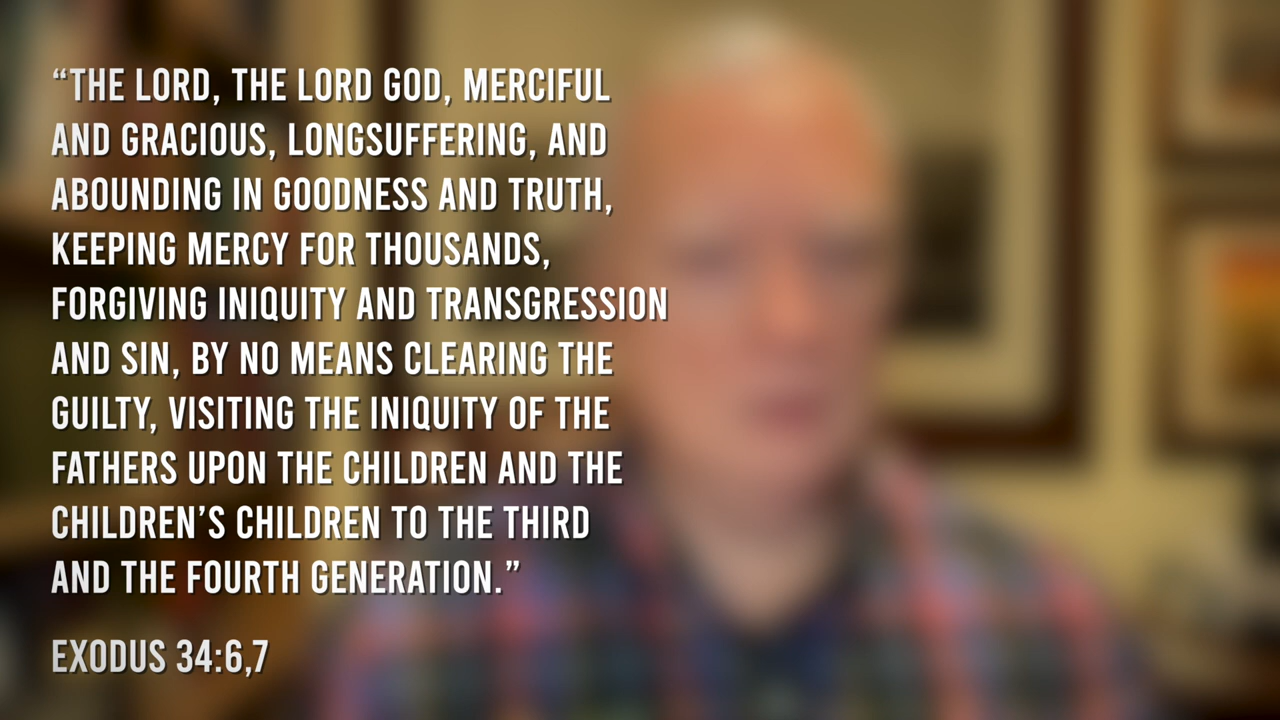 “THE LORD, THE LORD GOD, MERCIFUL
AND GRACIOUS, LONGSUFFERING, AND
ABOUNDING IN GOODNESS AND TRUTH,
KEEPING MERCY FOR THOUSANDS,
FORGIVING INIQUITY AND TRANSGRESSION
AND SIN, BY NO MEANS CLEARING THE
GUILTY, VISITING THE INIQUITY OF THE
FATHERS UPON THE CHILDREN AND THE
CHILDREN’S CHILDREN TO THE THIRD
AND THE FOURTH GENERATION.”
EXODUS 34:6,7